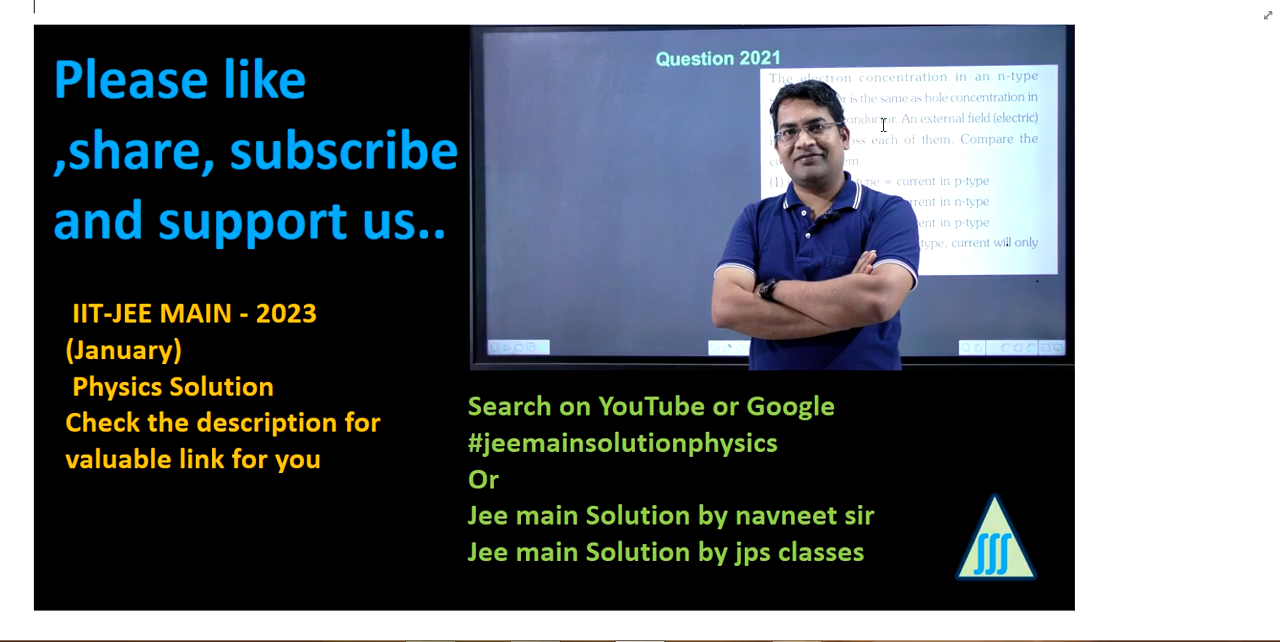 Please like
,share, subscribe
and support us..
IIT-JEE MAIN - 2023
(January)
Physics Solution
Check the description for
valuable link for you
Question 2021
The electron concentration in an n-type
is the same as hole concentration in
An external field (electric)
each of them. Compare the
(1)
type = current in p-type
in n-type
in p-type
type, current will only
Search on YouTube or Google
#jeemainsolutionphysics
Or
Jee main Solution by navneet sir
Jee main Solution by jps classes
∫∫∫